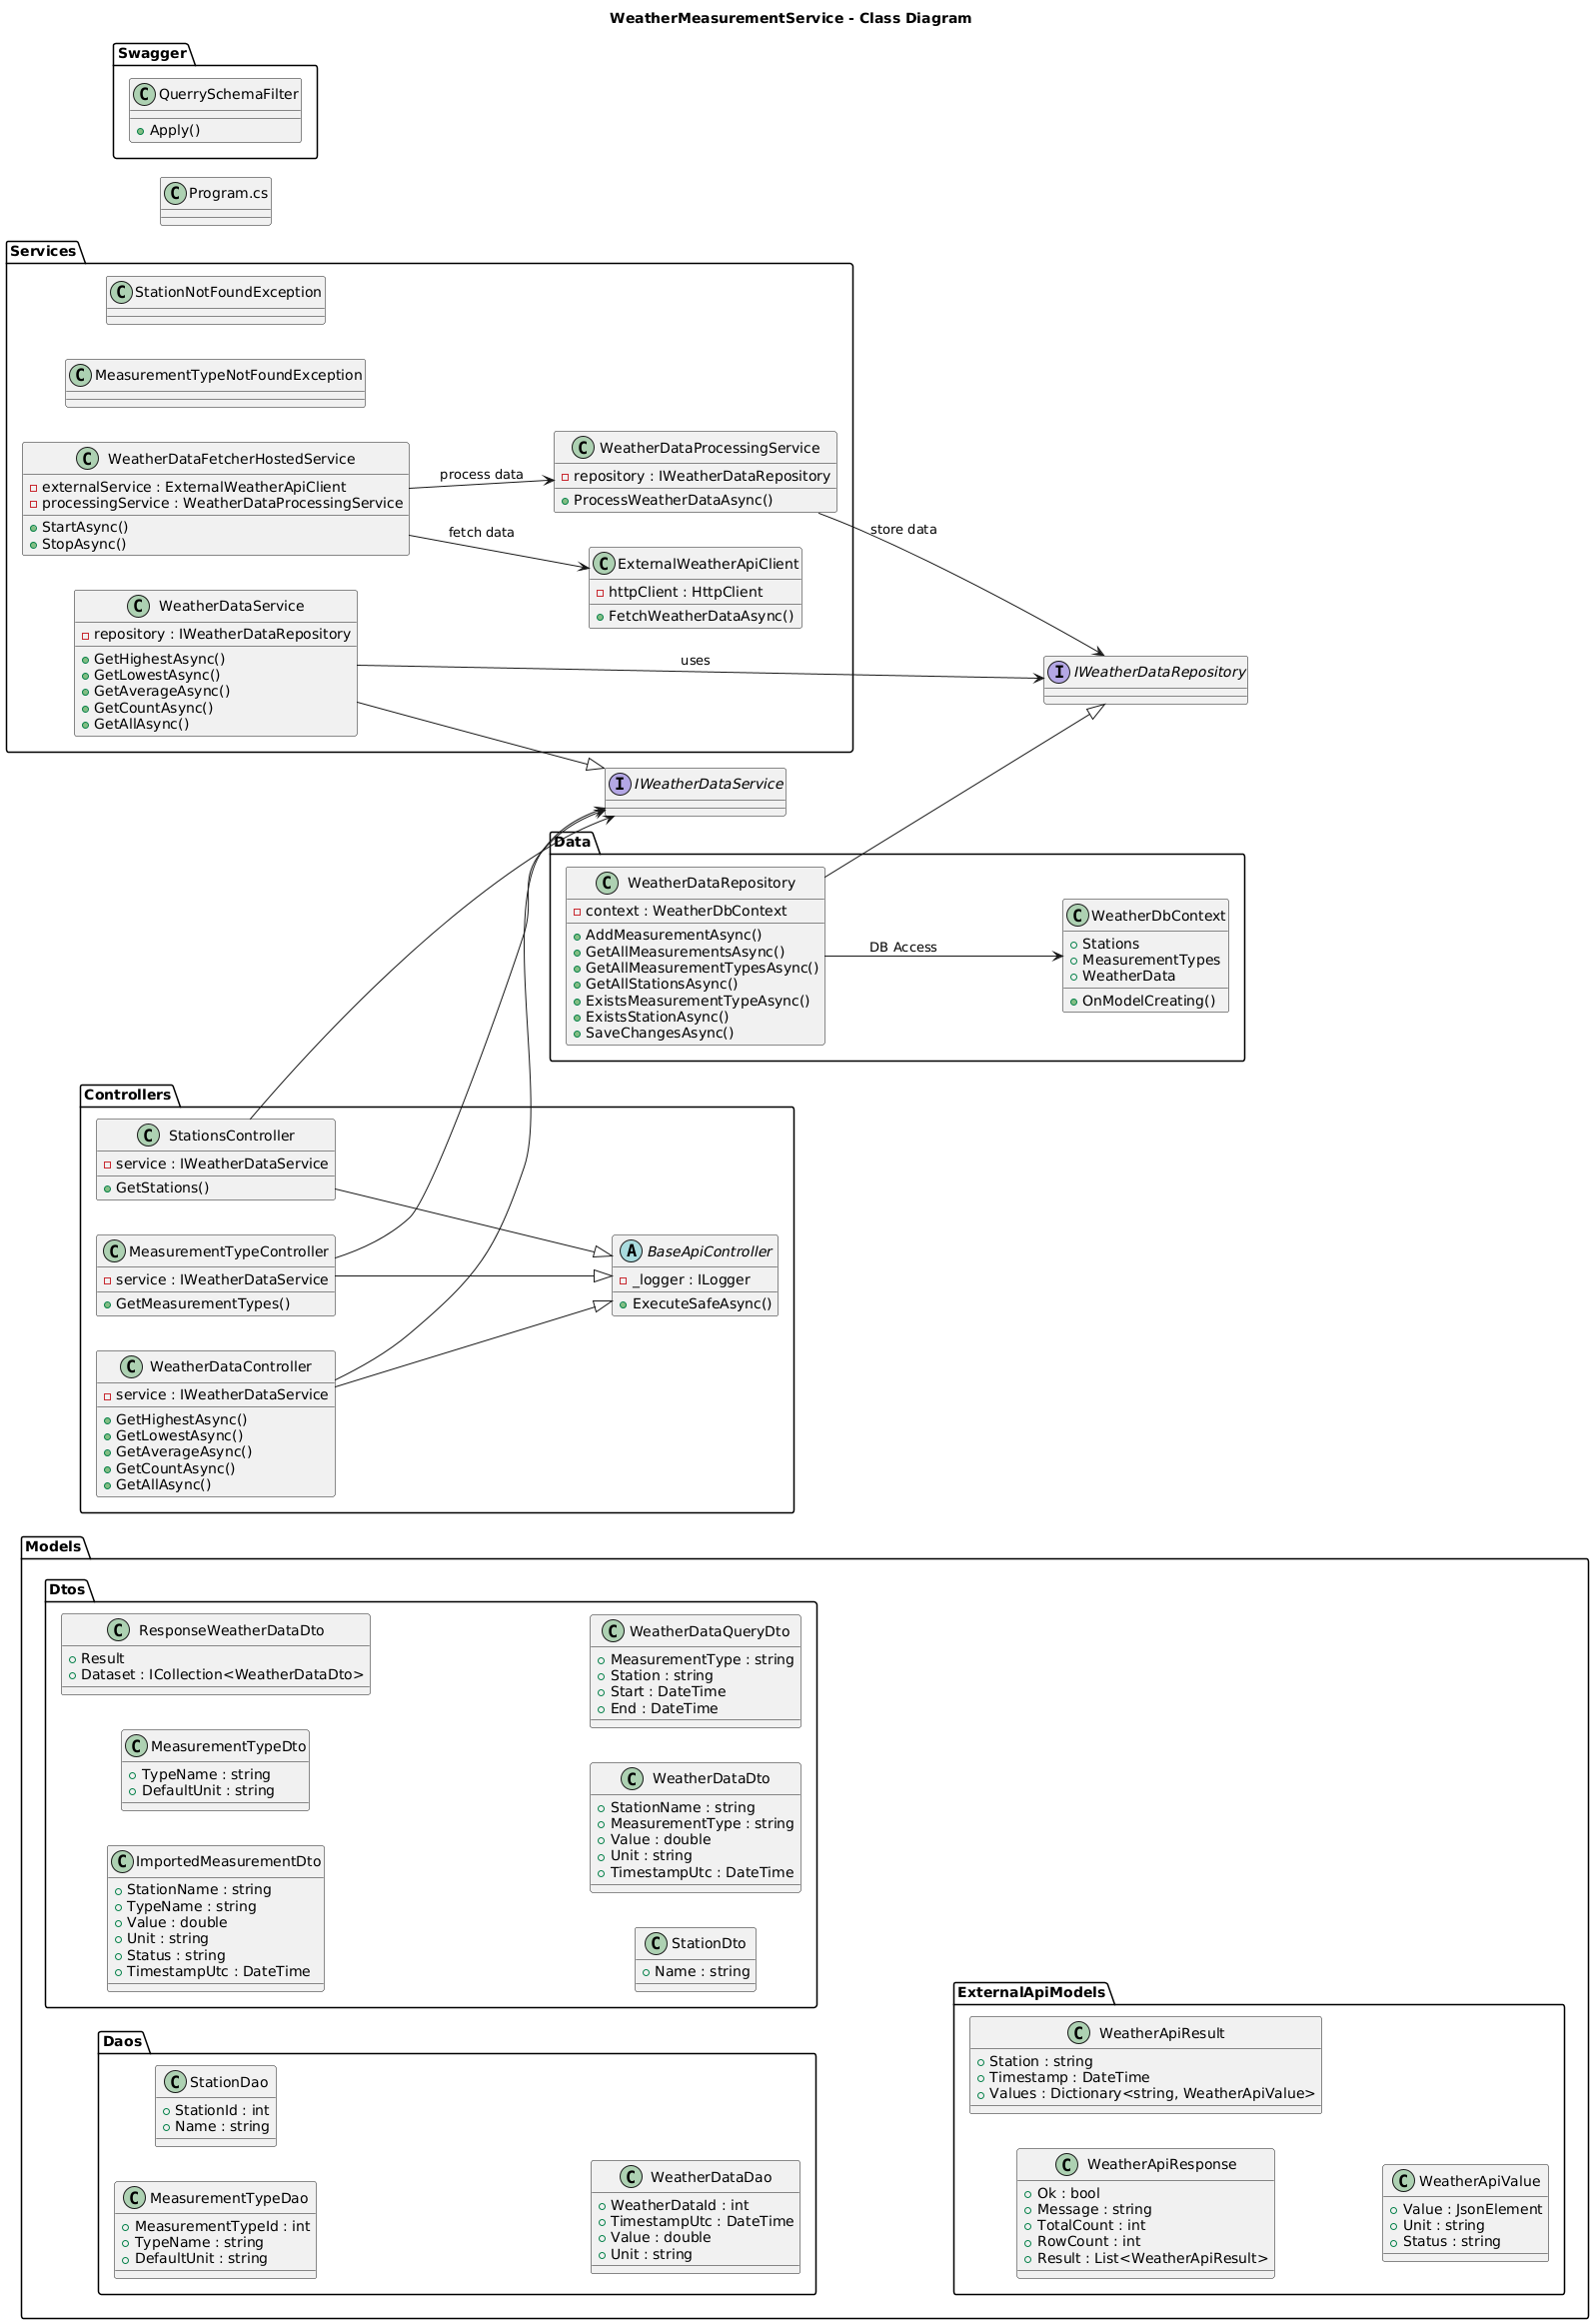 WeatherMeasurementService - Class Diagram
Swagger
C QuerrySchemaFilter
Apply()
C Program.cs
Services
C StationNotFoundException
C MeasurementTypeNotFoundException
C WeatherDataFetcherHostedService
externalService : ExternalWeatherApiClient
processingService : WeatherDataProcessingService
StartAsync()
StopAsync()
process data
fetch data
C WeatherDataProcessingService
repository : IWeatherDataRepository
ProcessWeatherDataAsync()
store data
C ExternalWeatherApiClient
httpClient : HttpClient
FetchWeatherDataAsync()
C WeatherDataService
repository : IWeatherDataRepository
GetHighestAsync()
GetLowestAsync()
GetAverageAsync()
GetCountAsync()
GetAllAsync()
uses
I IWeatherDataRepository
I IWeatherDataService
Data
C WeatherDataRepository
context : WeatherDbContext
AddMeasurementAsync()
GetAllMeasurementsAsync()
GetAllMeasurementTypesAsync()
GetAllStationsAsync()
ExistsMeasurementTypeAsync()
ExistsStationAsync()
SaveChangesAsync()
DB Access
C WeatherDbContext
Stations
MeasurementTypes
WeatherData
OnModelCreating()
Controllers
C StationsController
service : IWeatherDataService
GetStations()
C MeasurementTypeController
service : IWeatherDataService
GetMeasurementTypes()
A BaseApiController
_logger : ILogger
ExecuteSafeAsync()
C WeatherDataController
service : IWeatherDataService
GetHighestAsync()
GetLowestAsync()
GetAverageAsync()
GetCountAsync()
GetAllAsync()
Models
Dtos
C ResponseWeatherDataDto
Result
Dataset : ICollection<WeatherDataDto>
C WeatherDataQueryDto
MeasurementType : string
Station : string
Start : DateTime
End : DateTime
C MeasurementTypeDto
TypeName : string
DefaultUnit : string
C WeatherDataDto
StationName : string
MeasurementType : string
Value : double
Unit : string
TimestampUtc : DateTime
C ImportedMeasurementDto
StationName : string
TypeName : string
Value : double
Unit : string
Status : string
TimestampUtc : DateTime
C StationDto
Name : string
Daos
C StationDao
StationId : int
Name : string
C MeasurementTypeDao
MeasurementTypeId : int
TypeName : string
DefaultUnit : string
C WeatherDataDao
WeatherDataId : int
TimestampUtc : DateTime
Value : double
Unit : string
ExternalApiModels
C WeatherApiResult
Station : string
Timestamp : DateTime
Values : Dictionary<string, WeatherApiValue>
C WeatherApiResponse
Ok : bool
Message : string
TotalCount : int
RowCount : int
Result : List<WeatherApiResult>
C WeatherApiValue
Value : JsonElement
Unit : string
Status : string